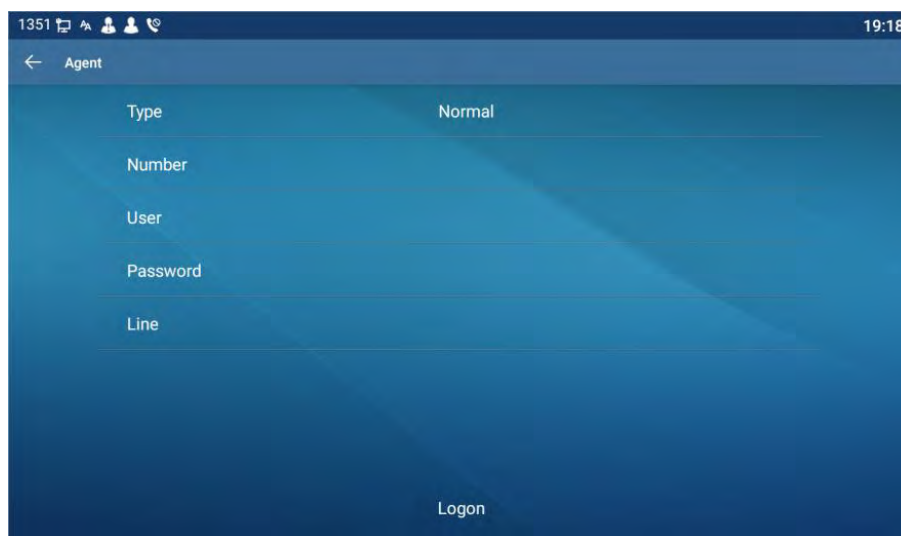 1351 19:18
Agent
Type Normal
Number
User
Password
Line
Logon